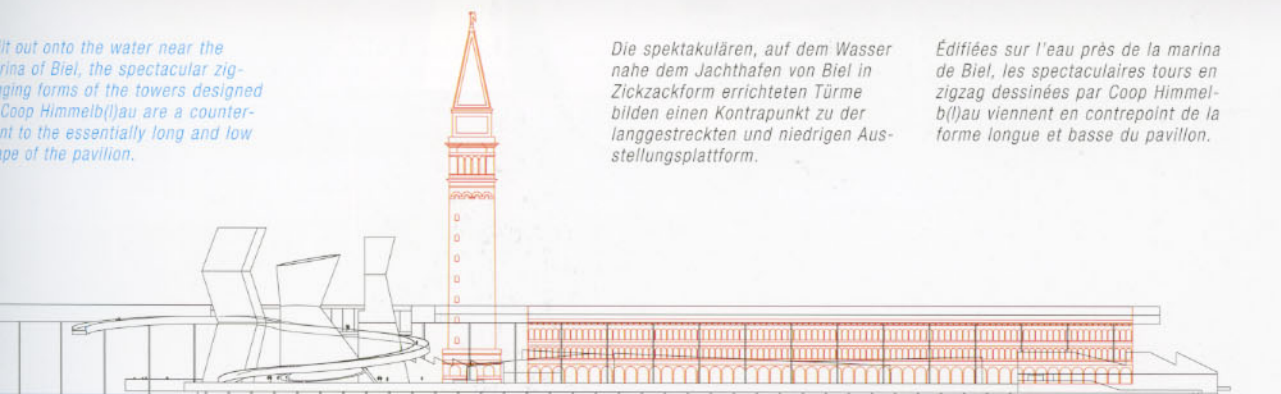 ilt out onto the water near the
rina of Biel, the spectacular zig-
gging forms of the towers designed
Coop Himmelb(l)au are a counter-
nt to the essentially long and low
ape of the pavilion.
Die spektakulären, auf dem Wasser
nahe dem Jachthafen von Biel in
Zickzackform errichteten Türme
bilden einen Kontrapunkt zu der
langgestreckten und niedrigen Aus-
stellungsplattform.
Édifiées sur l'eau près de la marina
de Biel, les spectaculaires tours en
zigzag dessinées par Coop Himmel-
b(l)au viennent en contrepoint de la
forme longue et basse du pavillon.